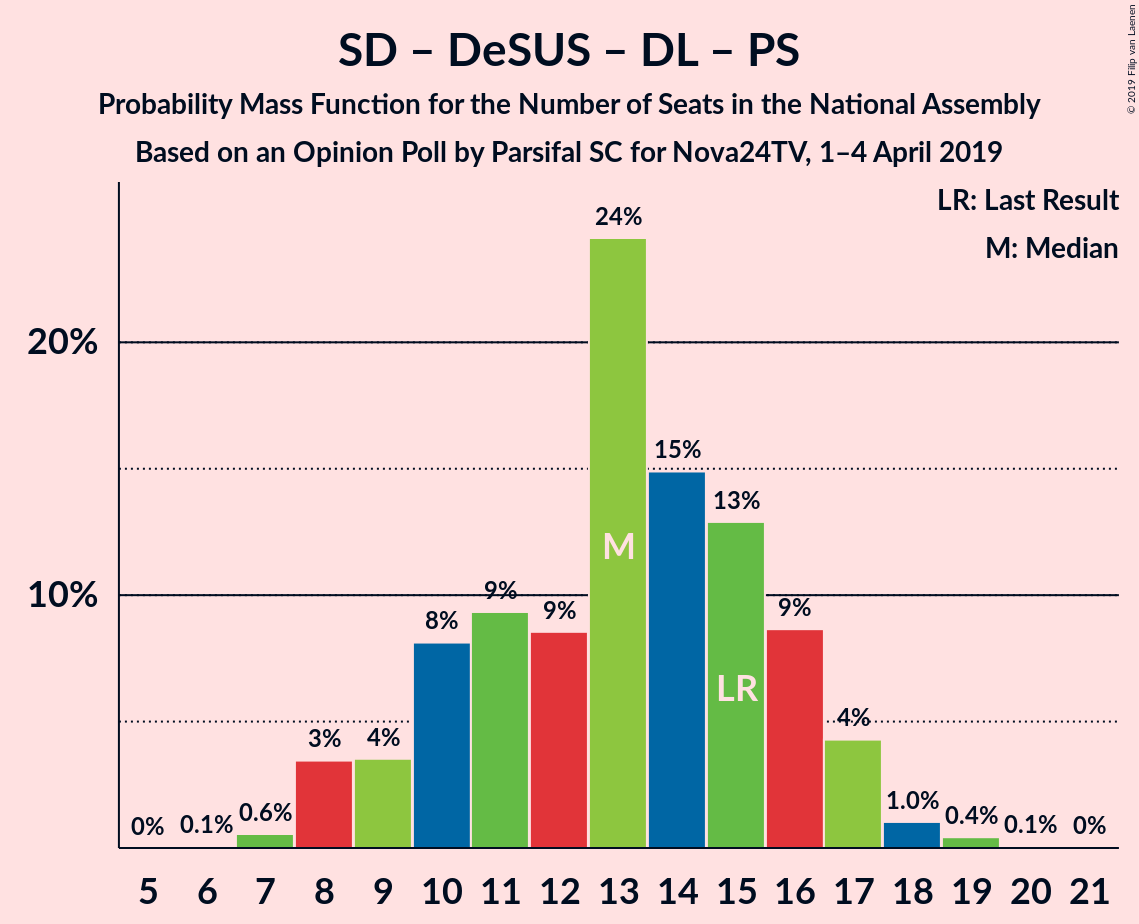 SD – DeSUS – DL – PS
Probability Mass Function for the Number of Seats in the National Assembly
Based on an Opinion Poll by Parsifal SC for Nova24TV, 1–4 April 2019
© 2019 Filip van Laenen
LR: Last Result
M: Median
20%
10%
0%
0.1%
0.6%
3%
4%
8%
9%
9%
24%
15%
13%
9%
4%
1.0%
0.4%
0.1%
0%
M
LR
5 6 7 8 9 10 11 12 13 14 15 16 17 18 19 20 21